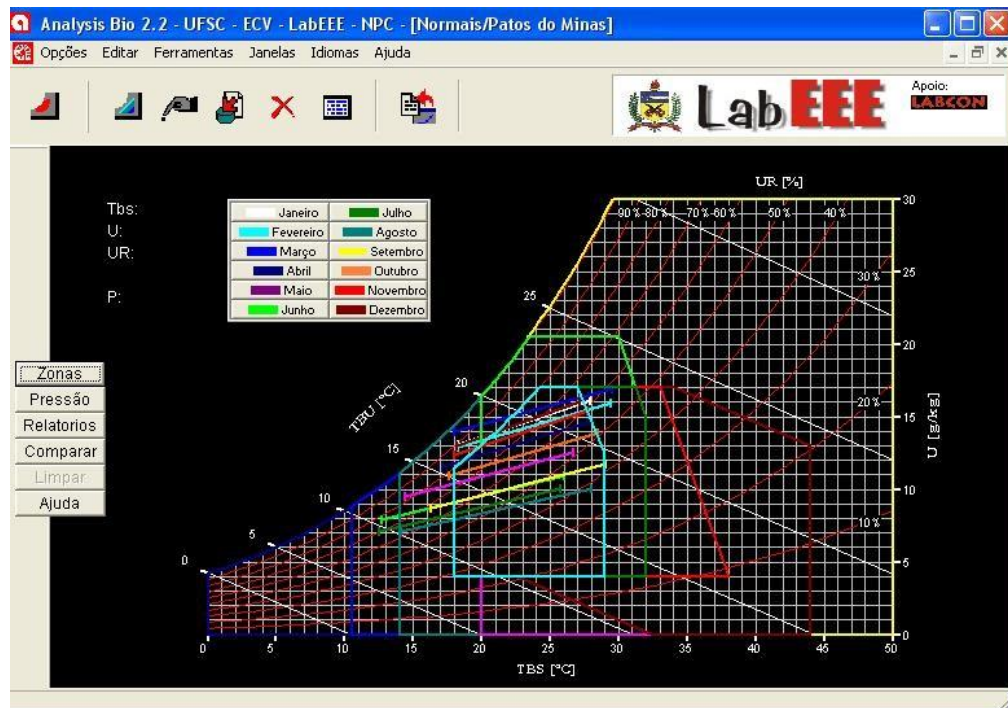 Analysis Bio 2.2 - UFSC - ECV - LabEEE - NPC - [Normais/Patos do Minas]
Opções Editar Ferramentas Janelas Idiomas Ajuda
Lab EEE
Apoio:
LABCON
Tbs:
U:
UR:
P:
Janeiro Julho
Fevereiro Agosto
Março Setembro
Abril Outubro
Maio Novembro
Junho Dezembro
Zonas
Pressão
Relatorios
Comparar
Limpar
Ajuda
UR [%]
90% 80% 70% 60% 50% 40%
30%
20%
10%
TBU [°C]
0 5 10 15 20 25
30
25
20
15
10
5
0
U [g/kg]
0 5 10 15 20 25 30 35 40 45 50
TBS [°C]